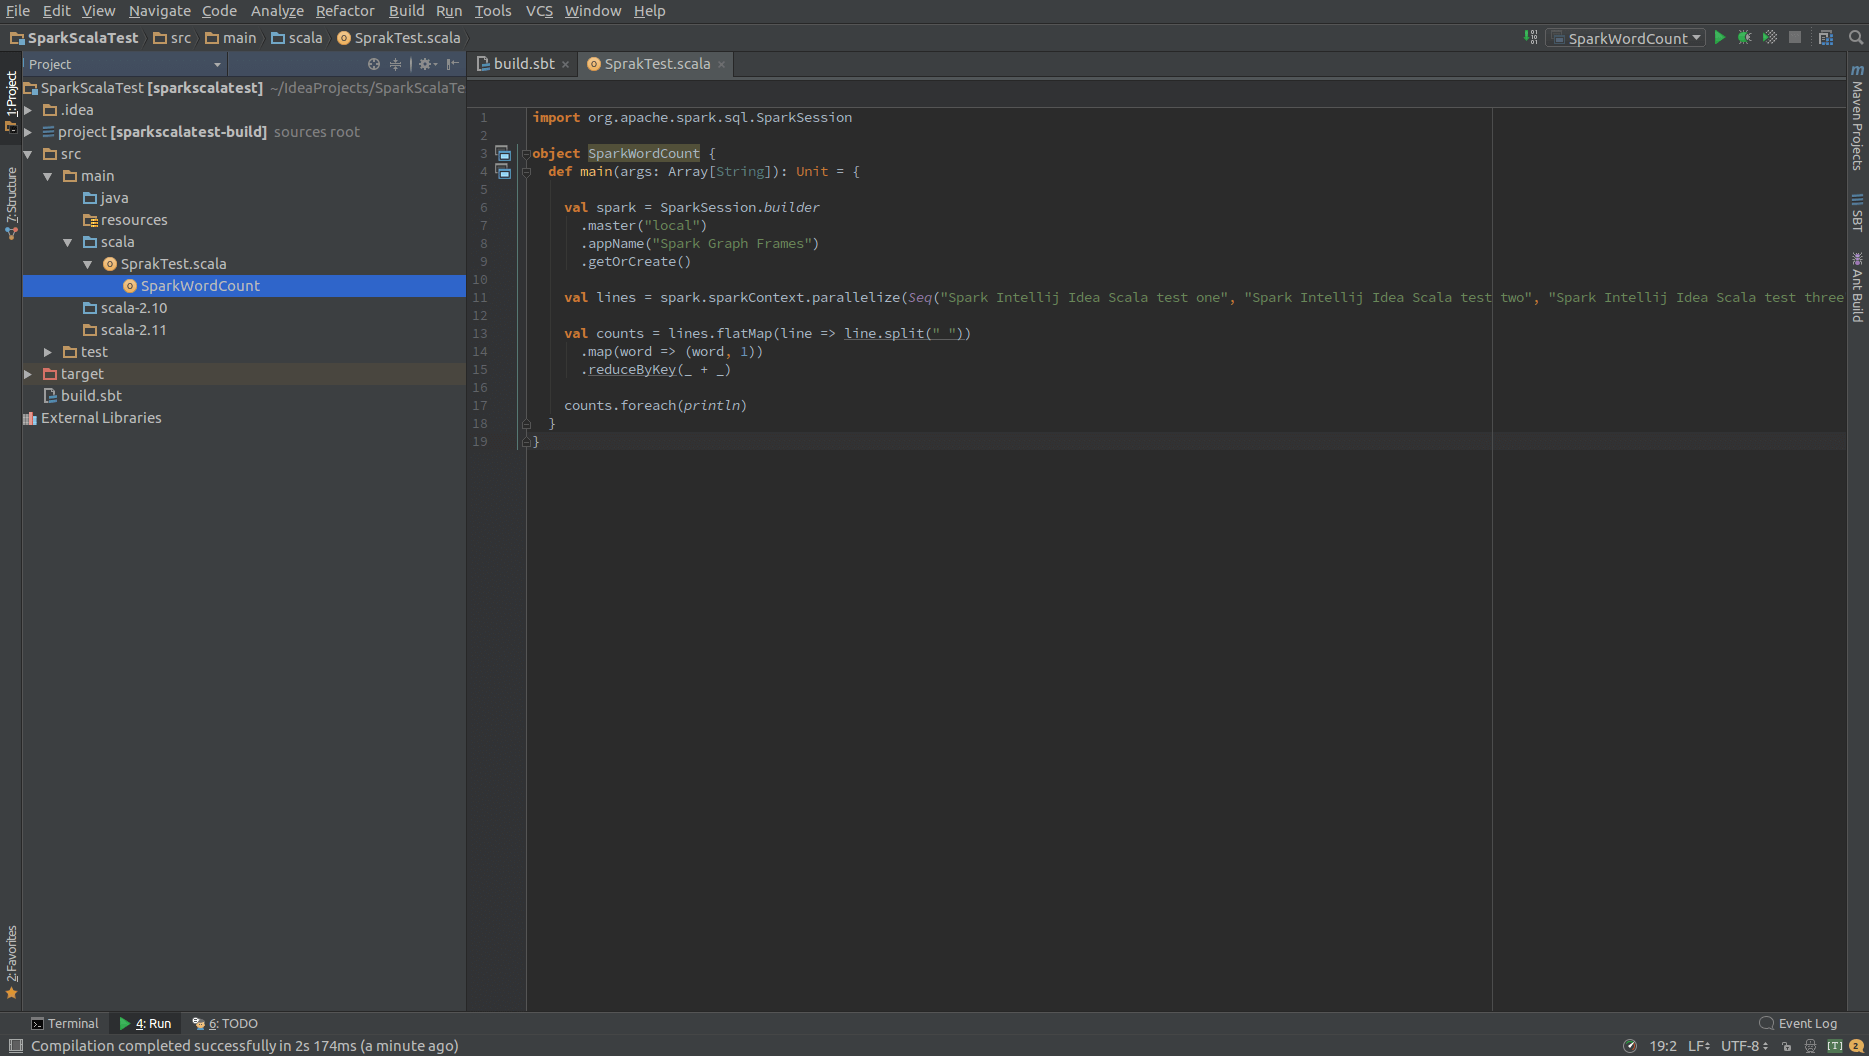 File Edit View Navigate Code Analyze Refactor Build Run Tools VCS Window Help
SparkScalaTest src main scala SprakTest.scala SparkWordCount
Project
build.sbt SprakTest.scala
1: Project
7: Structure
2: Favorites
SparkScalaTest [sparkscalatest] ~/IdeaProjects/SparkScalaTe
.idea
project [sparkscalatest-build] sources root
src
main
java
resources
scala
SprakTest.scala
SparkWordCount
scala-2.10
scala-2.11
test
target
build.sbt
External Libraries
1 import org.apache.spark.sql.SparkSession
2
3 object SparkWordCount {
4 def main(args: Array[String]): Unit = {
5
6 val spark = SparkSession.builder
7 .master("local")
8 .appName("Spark Graph Frames")
9 .getOrCreate()
10
11 val lines = spark.sparkContext.parallelize(Seq("Spark Intellij Idea Scala test one", "Spark Intellij Idea Scala test two", "Spark Intellij Idea Scala test three
12
13 val counts = lines.flatMap(line => line.split(" "))
14 .map(word => (word, 1))
15 .reduceByKey(_ + _)
16
17 counts.foreach(println)
18 }
19 }
m Maven Projects
SBT
Ant Build
Terminal 4: Run 6: TODO Event Log
Compilation completed successfully in 2s 174ms (a minute ago) 19:2 LF UTF-8 [T] 2